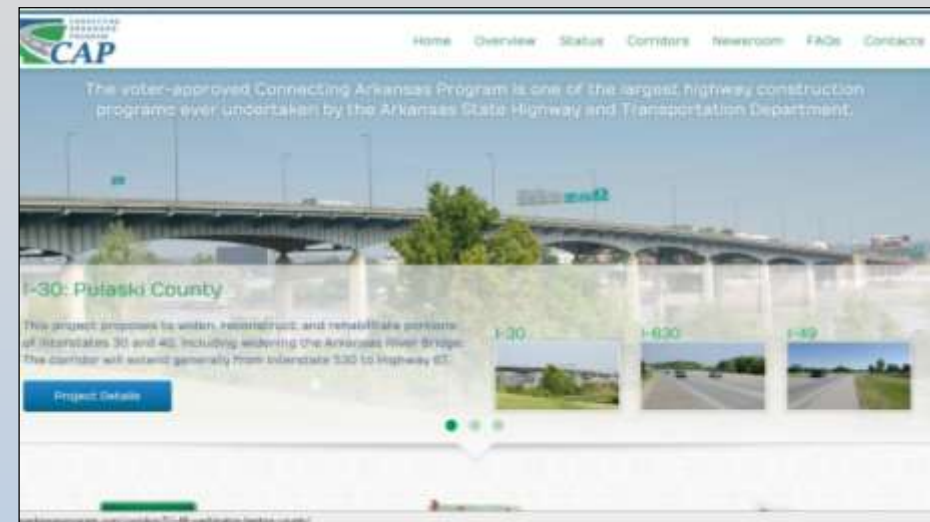 CONNECTING
ARKANSAS
PROGRAM
CAP
Home Overview Status Corridors Newsroom FAQs Contacts
The voter-approved Connecting Arkansas Program is one of the largest highway construction
programs ever undertaken by the Arkansas State Highway and Transportation Department.
I-30: Pulaski County
This project proposes to widen, reconstruct, and rehabilitate portions
of Interstates 30 and 40, including widening the Arkansas River Bridge.
The corridor will extend generally from Interstate 530 to Highway 67.
Project Details
I-30 I-630 I-49